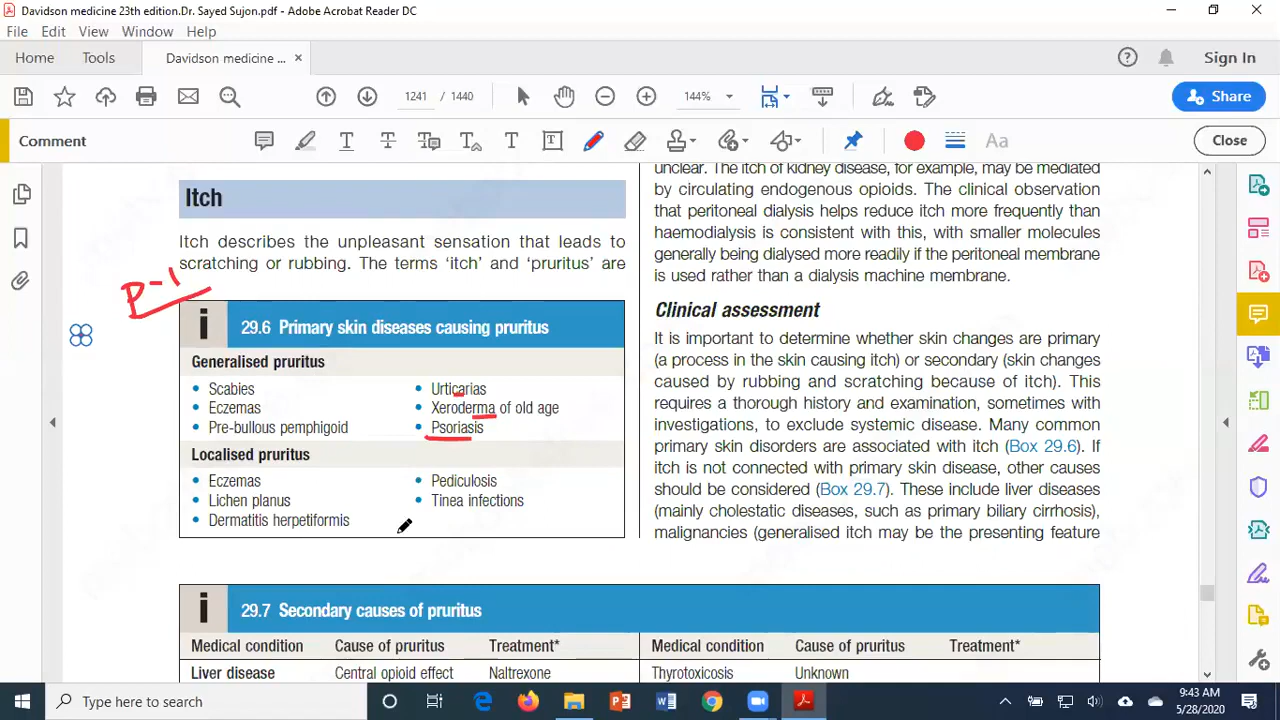 Davidson medicine 23th edition.Dr. Sayed Sujon.pdf - Adobe Acrobat Reader DC
File Edit View Window Help
Home Tools Davidson medicine ... × Sign In
1241 / 1440 144% Share
Comment Close
Itch
Itch describes the unpleasant sensation that leads to
scratching or rubbing. The terms ‘itch’ and ‘pruritus’ are
P-1
i 29.6 Primary skin diseases causing pruritus
Generalised pruritus
• Scabies • Urticarias
• Eczemas • Xeroderma of old age
• Pre-bullous pemphigoid • Psoriasis
Localised pruritus
• Eczemas • Pediculosis
• Lichen planus • Tinea infections
• Dermatitis herpetiformis
unclear. The itch of kidney disease, for example, may be mediated
by circulating endogenous opioids. The clinical observation
that peritoneal dialysis helps reduce itch more frequently than
haemodialysis is consistent with this, with smaller molecules
generally being dialysed more readily if the peritoneal membrane
is used rather than a dialysis machine membrane.
Clinical assessment
It is important to determine whether skin changes are primary
(a process in the skin causing itch) or secondary (skin changes
caused by rubbing and scratching because of itch). This
requires a thorough history and examination, sometimes with
investigations, to exclude systemic disease. Many common
primary skin disorders are associated with itch (Box 29.6). If
itch is not connected with primary skin disease, other causes
should be considered (Box 29.7). These include liver diseases
(mainly cholestatic diseases, such as primary biliary cirrhosis),
malignancies (generalised itch may be the presenting feature
i 29.7 Secondary causes of pruritus
Medical condition Cause of pruritus Treatment* Medical condition Cause of pruritus Treatment*
Liver disease Central opioid effect Naltrexone Thyrotoxicosis Unknown
Type here to search
9:43 AM
5/28/2020